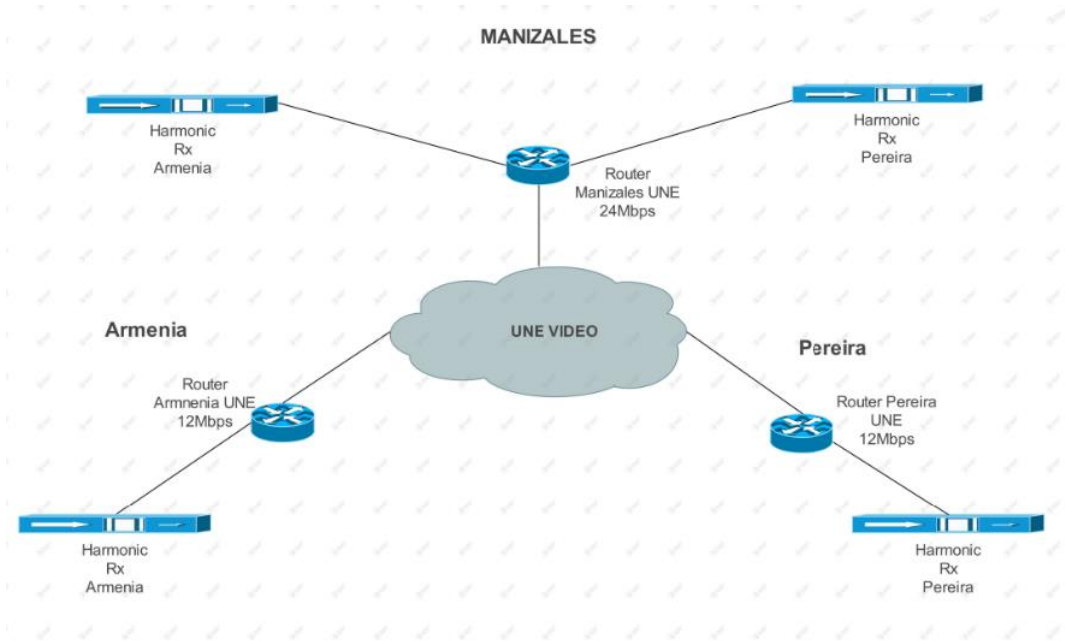 MANIZALES
Harmonic
Rx
Armenia
Harmonic
Rx
Pereira
Router
Manizales UNE
24Mbps
UNE VIDEO
Armenia
Pereira
Router
Armnenia UNE
12Mbps
Router Pereira
UNE
12Mbps
Harmonic
Rx
Armenia
Harmonic
Rx
Pereira